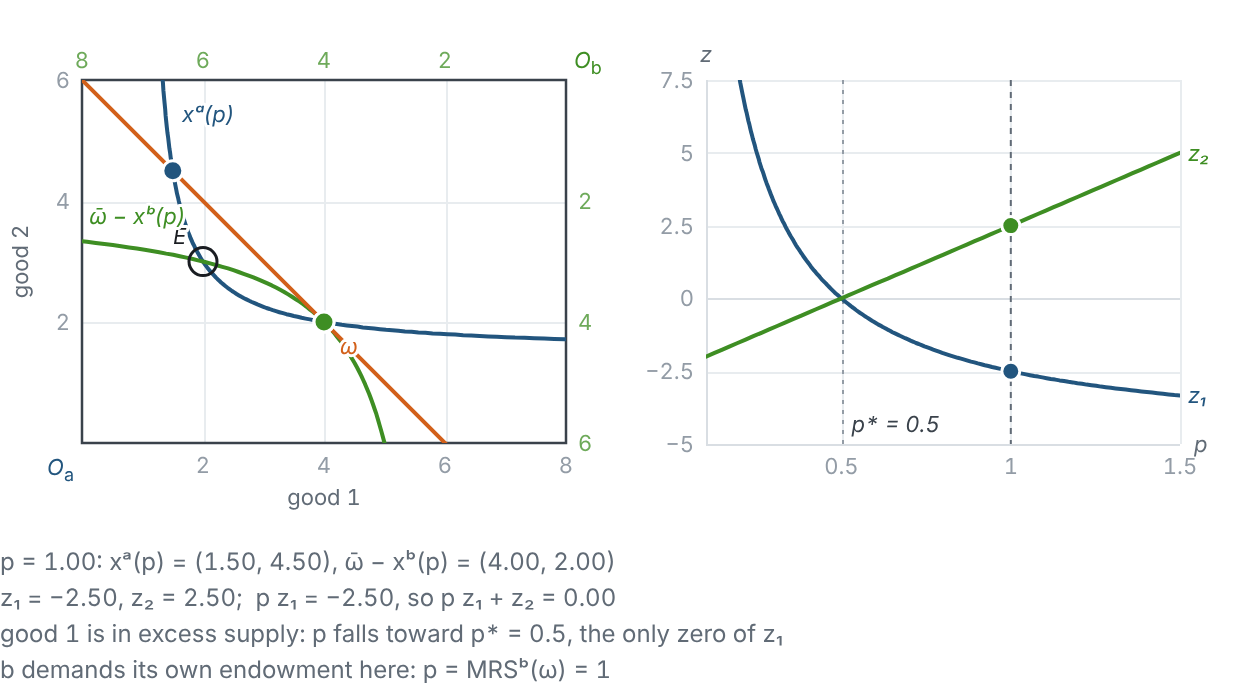 8 6 4 2 O_b
6
4
2
2
4
6
xᵃ(p)
ω̄ − xᵇ(p)
E
ω
good 2
O_a
2 4 6 8
good 1
z
7.5
5
2.5
0
−2.5
−5
z₂
z₁
p* = 0.5
p
0.5 1 1.5
p = 1.00: xᵃ(p) = (1.50, 4.50), ω̄ − xᵇ(p) = (4.00, 2.00)
z₁ = −2.50, z₂ = 2.50; p z₁ = −2.50, so p z₁ + z₂ = 0.00
good 1 is in excess supply: p falls toward p* = 0.5, the only zero of z₁
b demands its own endowment here: p = MRSᵇ(ω) = 1